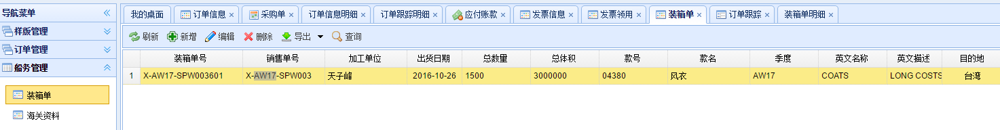 导航菜单
样版管理
订单管理
船务管理
装箱单
海关资料
我的桌面 订单信息 采购单 订单信息明细 订单跟踪明细 应付账款 发票信息 发票领用 装箱单 订单跟踪 装箱单明细
刷新 新增 编辑 删除 导出 查询
装箱单号 销售单号 加工单位 出货日期 总数量 总体积 款号 款名 季度 英文名称 英文描述 目的地
1 X-AW17-SPW003601 X-AW17-SPW003 天子峰 2016-10-26 1500 3000000 04380 风衣 AW17 COATS LONG COSTS 台湾